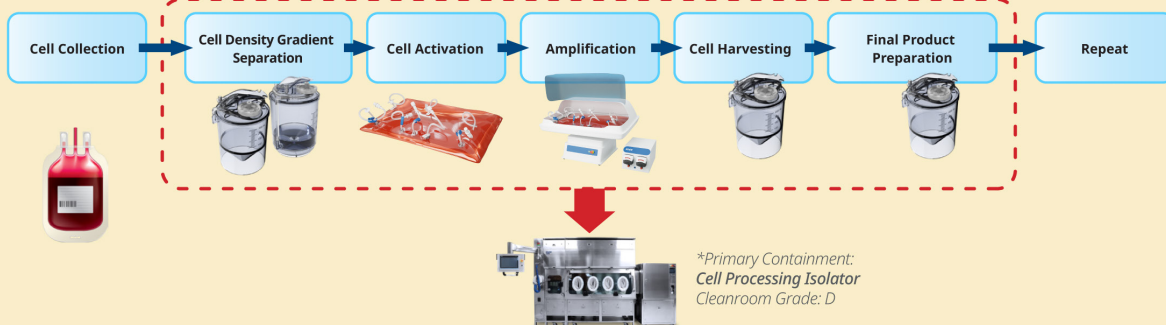 Cell Collection
Cell Density Gradient
Separation
Cell Activation
Amplification
Cell Harvesting
Final Product
Preparation
Repeat
*Primary Containment:
Cell Processing Isolator
Cleanroom Grade: D